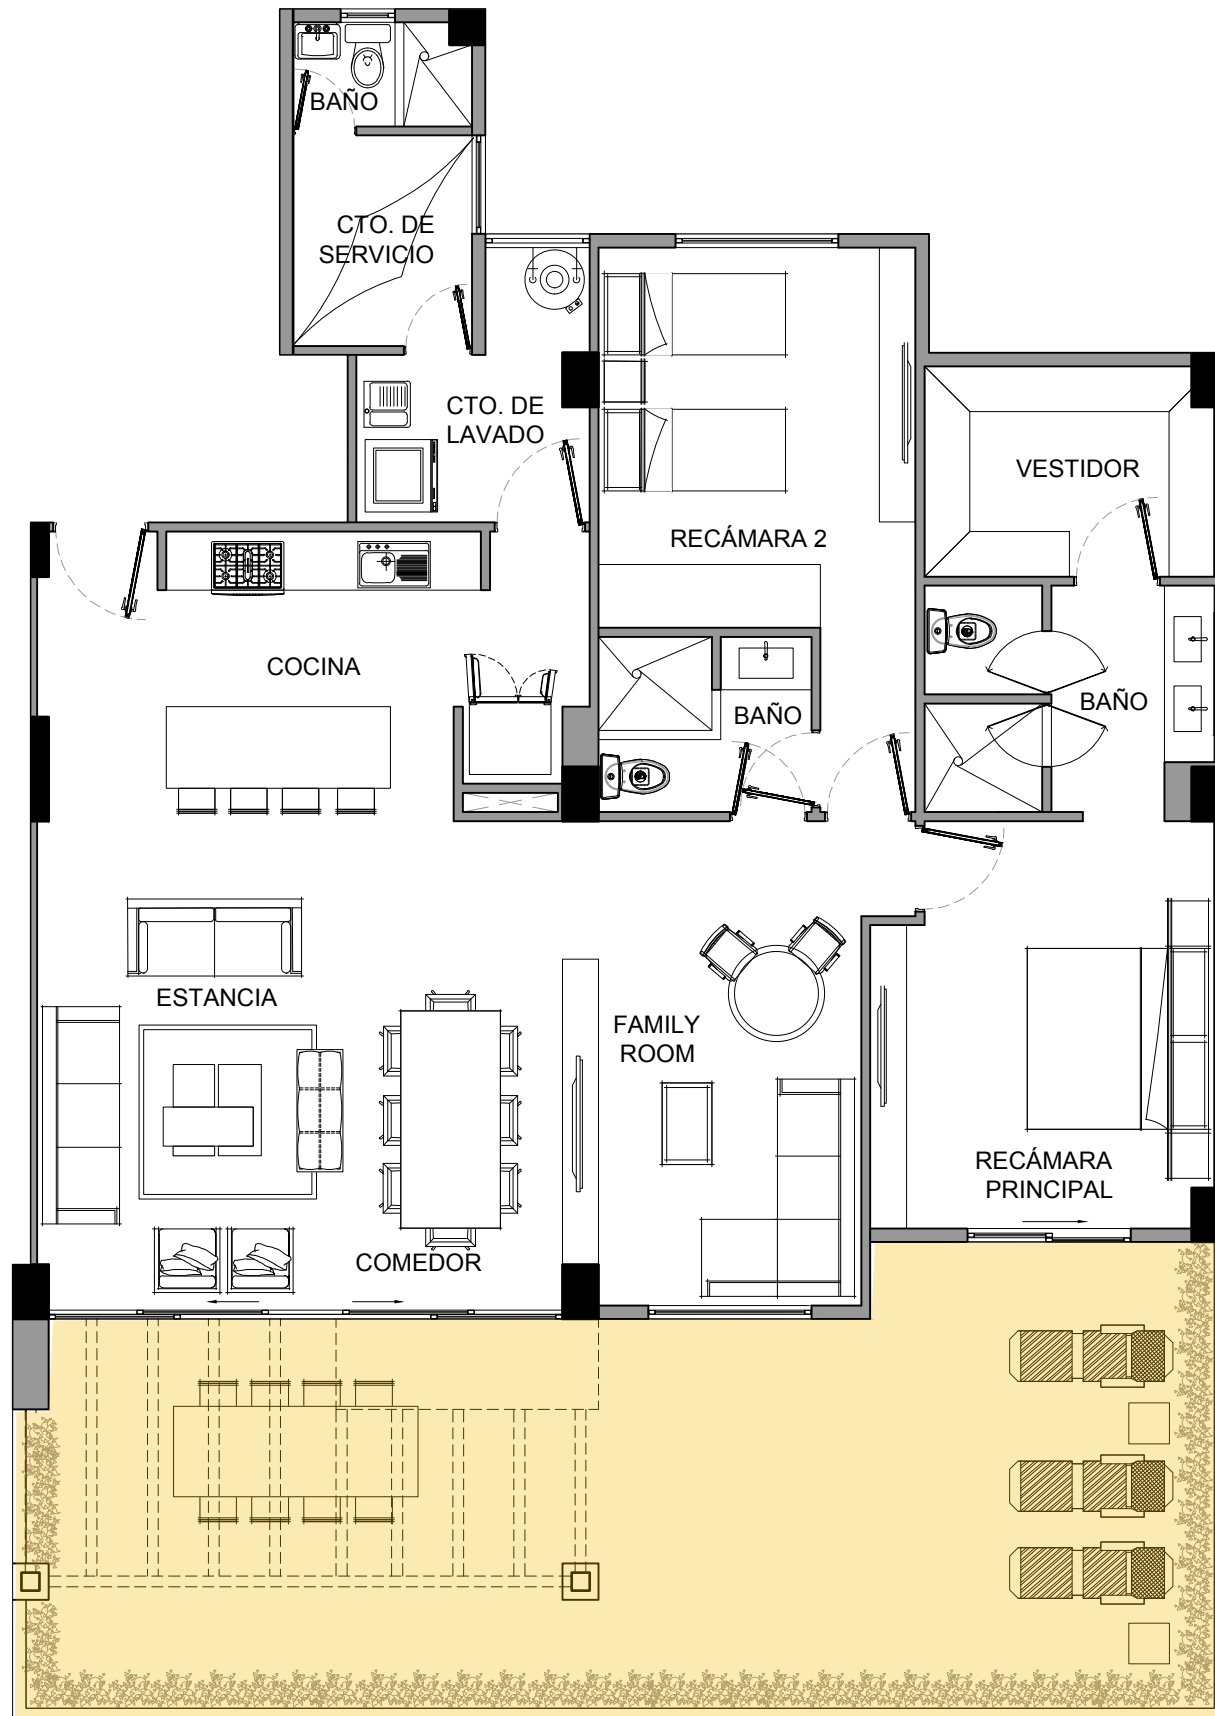 BAÑO
CTO. DE
SERVICIO
CTO. DE
LAVADO
VESTIDOR
RECÁMARA 2
COCINA
BAÑO
BAÑO
ESTANCIA
FAMILY
ROOM
RECÁMARA
PRINCIPAL
COMEDOR